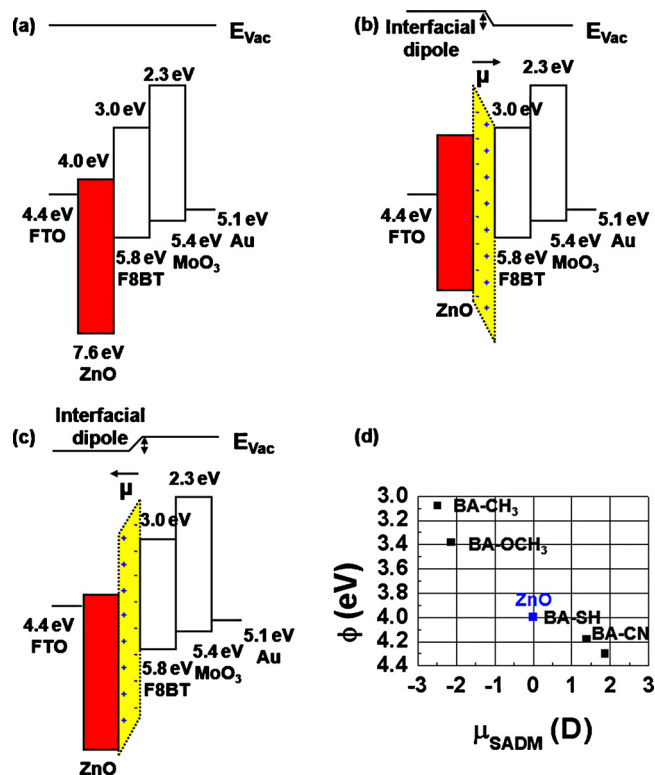 (a)
E_Vac
2.3 eV
3.0 eV
4.0 eV
4.4 eV
FTO
5.1 eV
Au
5.4 eV
MoO₃
5.8 eV
F8BT
7.6 eV
ZnO
(b)
Interfacial
dipole
E_Vac
μ
2.3 eV
3.0 eV
4.4 eV
FTO
5.1 eV
Au
5.4 eV
MoO₃
5.8 eV
F8BT
ZnO
(c)
Interfacial
dipole
E_Vac
μ
2.3 eV
3.0 eV
4.4 eV
FTO
5.1 eV
Au
5.4 eV
MoO₃
5.8 eV
F8BT
ZnO
(d)
3.0
3.2
3.4
3.6
3.8
4.0
4.2
4.4
ϕ (eV)
BA-CH₃
BA-OCH₃
ZnO
BA-SH
BA-CN
-3 -2 -1 0 1 2 3
μ_SADM (D)